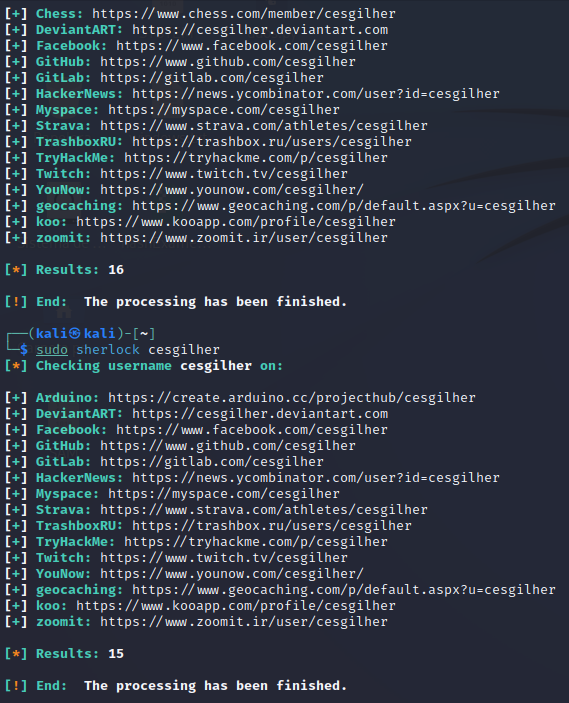 [+] Chess: https://www.chess.com/member/cesgilher
[+] DeviantART: https://cesgilher.deviantart.com
[+] Facebook: https://www.facebook.com/cesgilher
[+] GitHub: https://www.github.com/cesgilher
[+] GitLab: https://gitlab.com/cesgilher
[+] HackerNews: https://news.ycombinator.com/user?id=cesgilher
[+] Myspace: https://myspace.com/cesgilher
[+] Strava: https://www.strava.com/athletes/cesgilher
[+] TrashboxRU: https://trashbox.ru/users/cesgilher
[+] TryHackMe: https://tryhackme.com/p/cesgilher
[+] Twitch: https://www.twitch.tv/cesgilher
[+] YouNow: https://www.younow.com/cesgilher/
[+] geocaching: https://www.geocaching.com/p/default.aspx?u=cesgilher
[+] koo: https://www.kooapp.com/profile/cesgilher
[+] zoomit: https://www.zoomit.ir/user/cesgilher
[*] Results: 16
[!] End:  The processing has been finished.
┌──(kali㉿kali)-[~]
└─$ sudo sherlock cesgilher
[*] Checking username cesgilher on:
[+] Arduino: https://create.arduino.cc/projecthub/cesgilher
[+] DeviantART: https://cesgilher.deviantart.com
[+] Facebook: https://www.facebook.com/cesgilher
[+] GitHub: https://www.github.com/cesgilher
[+] GitLab: https://gitlab.com/cesgilher
[+] HackerNews: https://news.ycombinator.com/user?id=cesgilher
[+] Myspace: https://myspace.com/cesgilher
[+] Strava: https://www.strava.com/athletes/cesgilher
[+] TrashboxRU: https://trashbox.ru/users/cesgilher
[+] TryHackMe: https://tryhackme.com/p/cesgilher
[+] Twitch: https://www.twitch.tv/cesgilher
[+] YouNow: https://www.younow.com/cesgilher/
[+] geocaching: https://www.geocaching.com/p/default.aspx?u=cesgilher
[+] koo: https://www.kooapp.com/profile/cesgilher
[+] zoomit: https://www.zoomit.ir/user/cesgilher
[*] Results: 15
[!] End:  The processing has been finished.